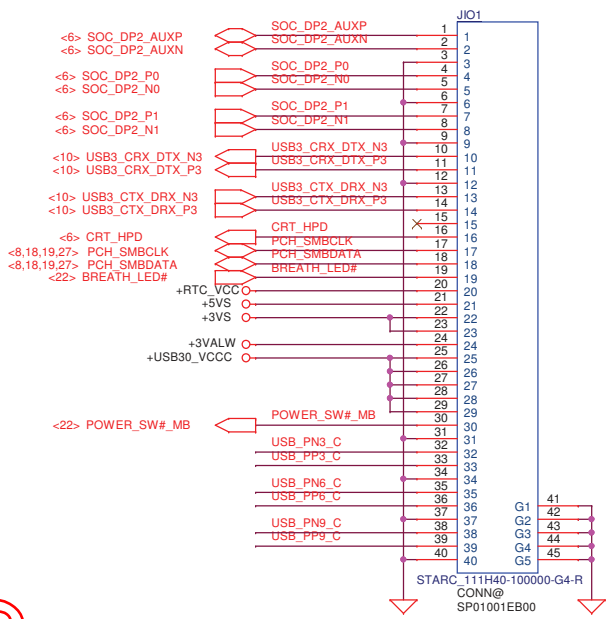 JIO1
<6> SOC_DP2_AUXP SOC_DP2_AUXP 1 1
<6> SOC_DP2_AUXN SOC_DP2_AUXN 2 2
3 3
<6> SOC_DP2_P0 SOC_DP2_P0 4 4
<6> SOC_DP2_N0 SOC_DP2_N0 5 5
6 6
<6> SOC_DP2_P1 SOC_DP2_P1 7 7
<6> SOC_DP2_N1 SOC_DP2_N1 8 8
9 9
<10> USB3_CRX_DTX_N3 USB3_CRX_DTX_N3 10 10
<10> USB3_CRX_DTX_P3 USB3_CRX_DTX_P3 11 11
12 12
<10> USB3_CTX_DRX_N3 USB3_CTX_DRX_N3 13 13
<10> USB3_CTX_DRX_P3 USB3_CTX_DRX_P3 14 14
15 15
<6> CRT_HPD CRT_HPD 16 16
<8,18,19,27> PCH_SMBCLK PCH_SMBCLK 17 17
<8,18,19,27> PCH_SMBDATA PCH_SMBDATA 18 18
<22> BREATH_LED# BREATH_LED# 19 19
+RTC_VCC 20 20
+5VS 21 21
+3VS 22 22
23 23
+3VALW 24 24
+USB30_VCCC 25 25
26 26
27 27
28 28
29 29
<22> POWER_SW#_MB POWER_SW#_MB 30 30
31 31
USB_PN3_C 32 32
USB_PP3_C 33 33
34 34
USB_PN6_C 35 35
USB_PP6_C 36 36 G1 41
37 37 G2 42
USB_PN9_C 38 38 G3 43
USB_PP9_C 39 39 G4 44
40 40 G5 45
STARC_111H40-100000-G4-R
CONN@
SP01001EB00